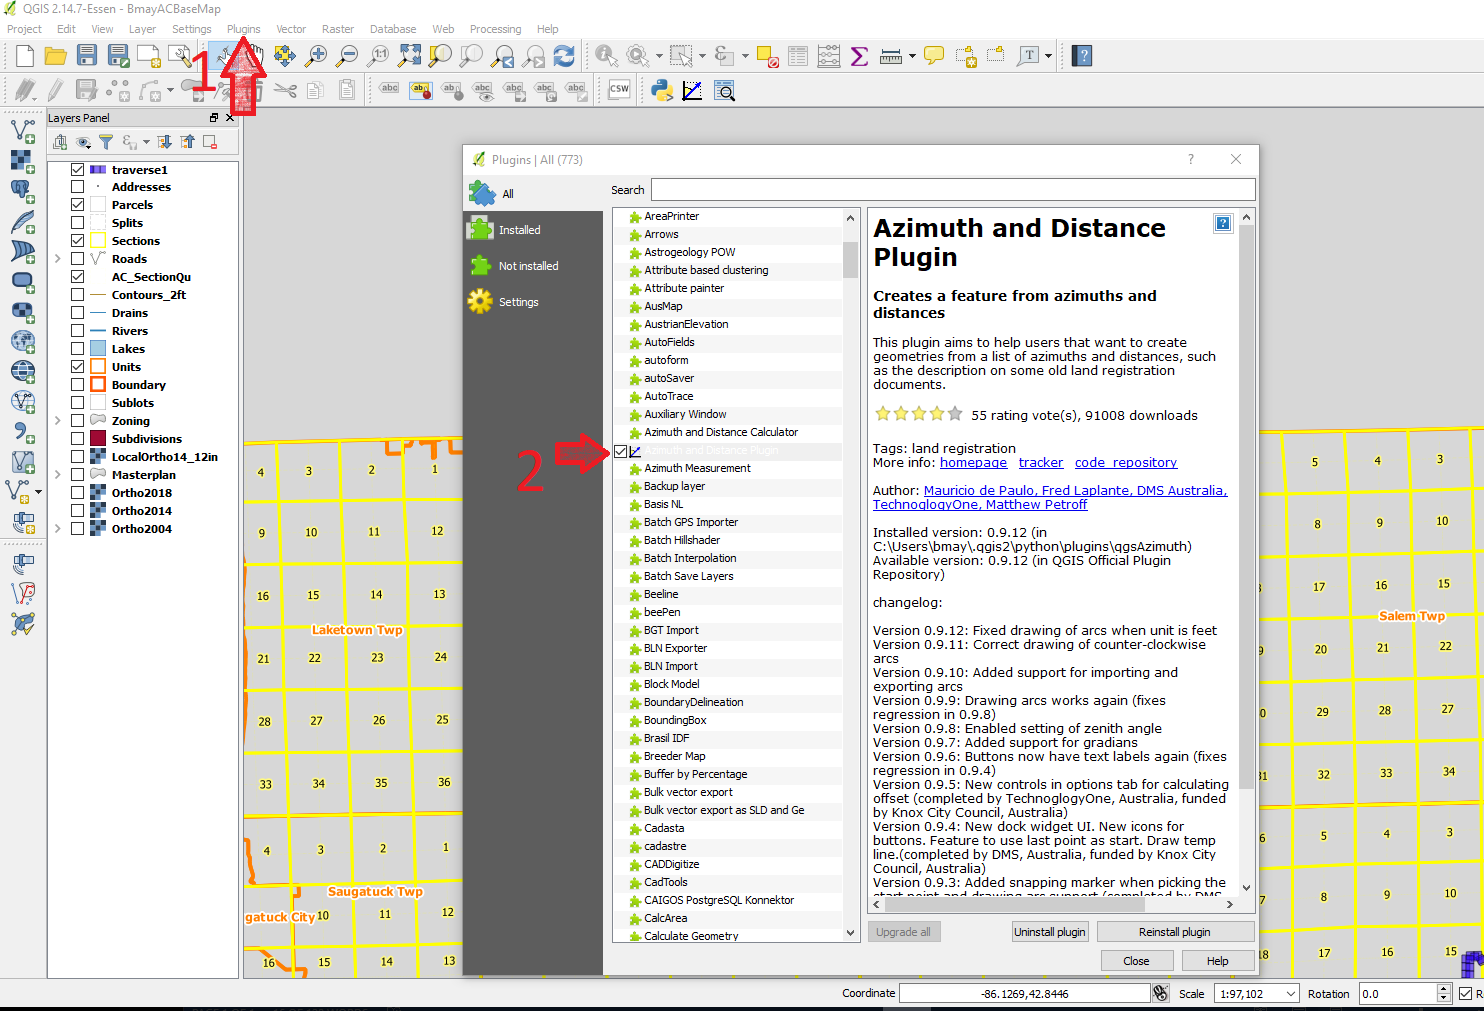 QGIS 2.14.7-Essen - BmayACBaseMap
Project Edit View Layer Settings Plugins Vector Raster Database Web Processing Help
1
abc
CSW
Layers Panel
traverse1
Addresses
Parcels
Splits
Sections
Roads
AC_SectionQu
Contours_2ft
Drains
Rivers
Lakes
Units
Boundary
Sublots
Zoning
Subdivisions
LocalOrtho14_12in
Masterplan
Ortho2018
Ortho2014
Ortho2004
4 3 2 1
9 10 11 12
16 15 14 13
Laketown Twp
21 22 23 24
28 27 26 25
33 34 35 36
4 3 2 1
Saugatuck Twp
gatuck City 10 11 12
16 15 14 13
Plugins | All (773)
All
Installed
Not installed
Settings
Search
AreaPrinter
Arrows
Astrogeology POW
Attribute based clustering
Attribute painter
AusMap
AustrianElevation
AutoFields
autoform
autoSaver
AutoTrace
Auxiliary Window
Azimuth and Distance Calculator
2
Azimuth and Distance Plugin
Azimuth Measurement
Backup layer
Basis NL
Batch GPS Importer
Batch Hillshader
Batch Interpolation
Batch Save Layers
Beeline
beePen
BGT Import
BLN Exporter
BLN Import
Block Model
BoundaryDelineation
BoundingBox
Brasil IDF
Breeder Map
Buffer by Percentage
Bulk vector export
Bulk vector export as SLD and Ge
Cadasta
cadastre
CADDigitize
CadTools
CAIGOS PostgreSQL Konnektor
CalcArea
Calculate Geometry
Azimuth and Distance
Plugin
Creates a feature from azimuths and
distances
This plugin aims to help users that want to create
geometries from a list of azimuths and distances, such
as the description on some old land registration
documents.
55 rating vote(s), 91008 downloads
Tags: land registration
More info: homepage tracker code_repository
Author: Mauricio de Paulo, Fred Laplante, DMS Australia,
TechnoglogyOne, Matthew Petroff
Installed version: 0.9.12 (in
C:\Users\bmay\.qgis2\python\plugins\qgsAzimuth)
Available version: 0.9.12 (in QGIS Official Plugin
Repository)
changelog:
Version 0.9.12: Fixed drawing of arcs when unit is feet
Version 0.9.11: Correct drawing of counter-clockwise
arcs
Version 0.9.10: Added support for importing and
exporting arcs
Version 0.9.9: Drawing arcs works again (fixes
regression in 0.9.8)
Version 0.9.8: Enabled setting of zenith angle
Version 0.9.7: Added support for gradians
Version 0.9.6: Buttons now have text labels again (fixes
regression in 0.9.4)
Version 0.9.5: New controls in options tab for calculating
offset (completed by TechnoglogyOne, Australia, funded
by Knox City Council, Australia)
Version 0.9.4: New dock widget UI. New icons for
buttons. Feature to use last point as start. Draw temp
line.(completed by DMS, Australia, funded by Knox City
Council, Australia)
Version 0.9.3: Added snapping marker when picking the
start point and drawing arc support (completed by DMS
Upgrade all Uninstall plugin Reinstall plugin
Close Help
5 4 3
8 9 10
17 16 15
Salem Twp
20 21 22
29 28 27
32 33 34
5 4 3
8 9 10
18 17 16 15
Coordinate -86.1269,42.8446 Scale 1:97,102 Rotation 0.0